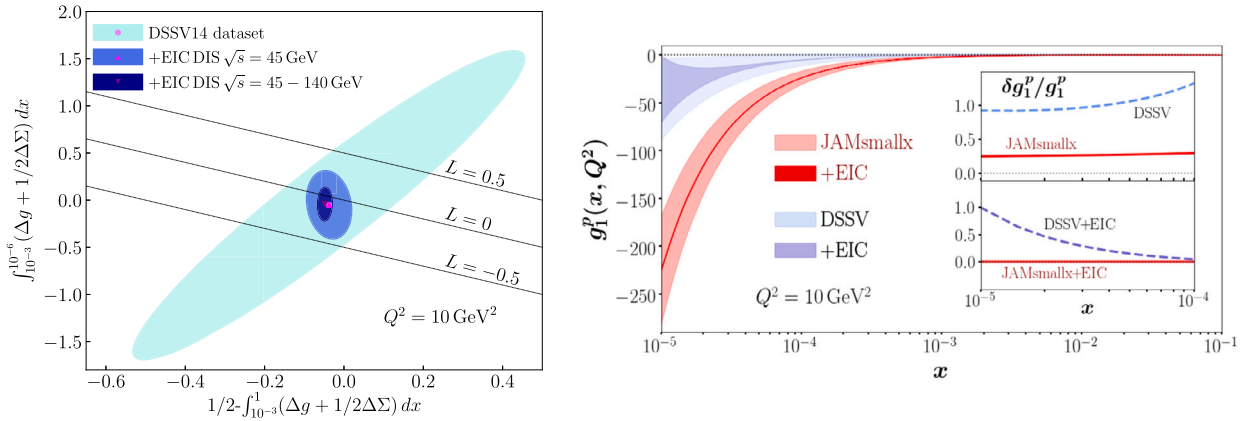 2.0
1.5
1.0
0.5
0.0
−0.5
−1.0
−1.5
∫₁₀₋₃^{10⁻⁶}(Δg + 1/2ΔΣ) dx
DSSV14 dataset
+EIC DIS √s = 45 GeV
+EIC DIS √s = 45 − 140 GeV
L = 0.5
L = 0
L = −0.5
Q² = 10 GeV²
−0.6 −0.4 −0.2 0.0 0.2 0.4
1/2-∫₁₀₋₃^{1}(Δg + 1/2ΔΣ) dx
0
−50
−100
−150
−200
−250
g₁ᵖ(x, Q²)
JAMsmallx
+EIC
DSSV
+EIC
Q² = 10 GeV²
δg₁ᵖ/g₁ᵖ
1.0
0.5
0.0
DSSV
JAMsmallx
1.0
0.5
0.0
DSSV+EIC
JAMsmallx+EIC
10⁻⁵ x 10⁻⁴
10⁻⁵ 10⁻⁴ 10⁻³ 10⁻² 10⁻¹
x